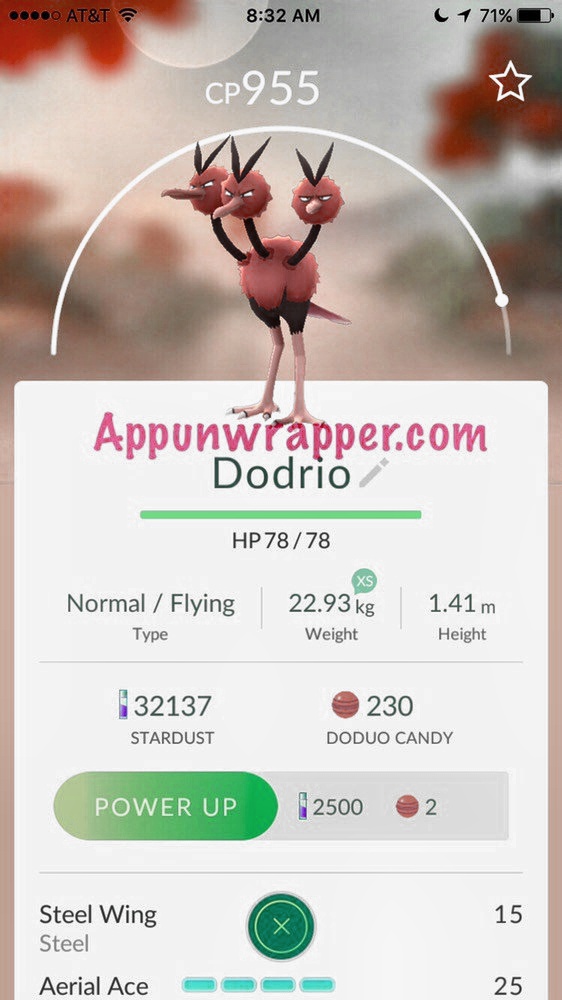 AT&T 8:32 AM 71%
CP955
Appunwrapper.com
Dodrio
HP 78 / 78
XS
Normal / Flying 22.93 kg 1.41 m
Type Weight Height
32137 230
STARDUST DODUO CANDY
POWER UP 2500 2
Steel Wing 15
Steel
Aerial Ace 25